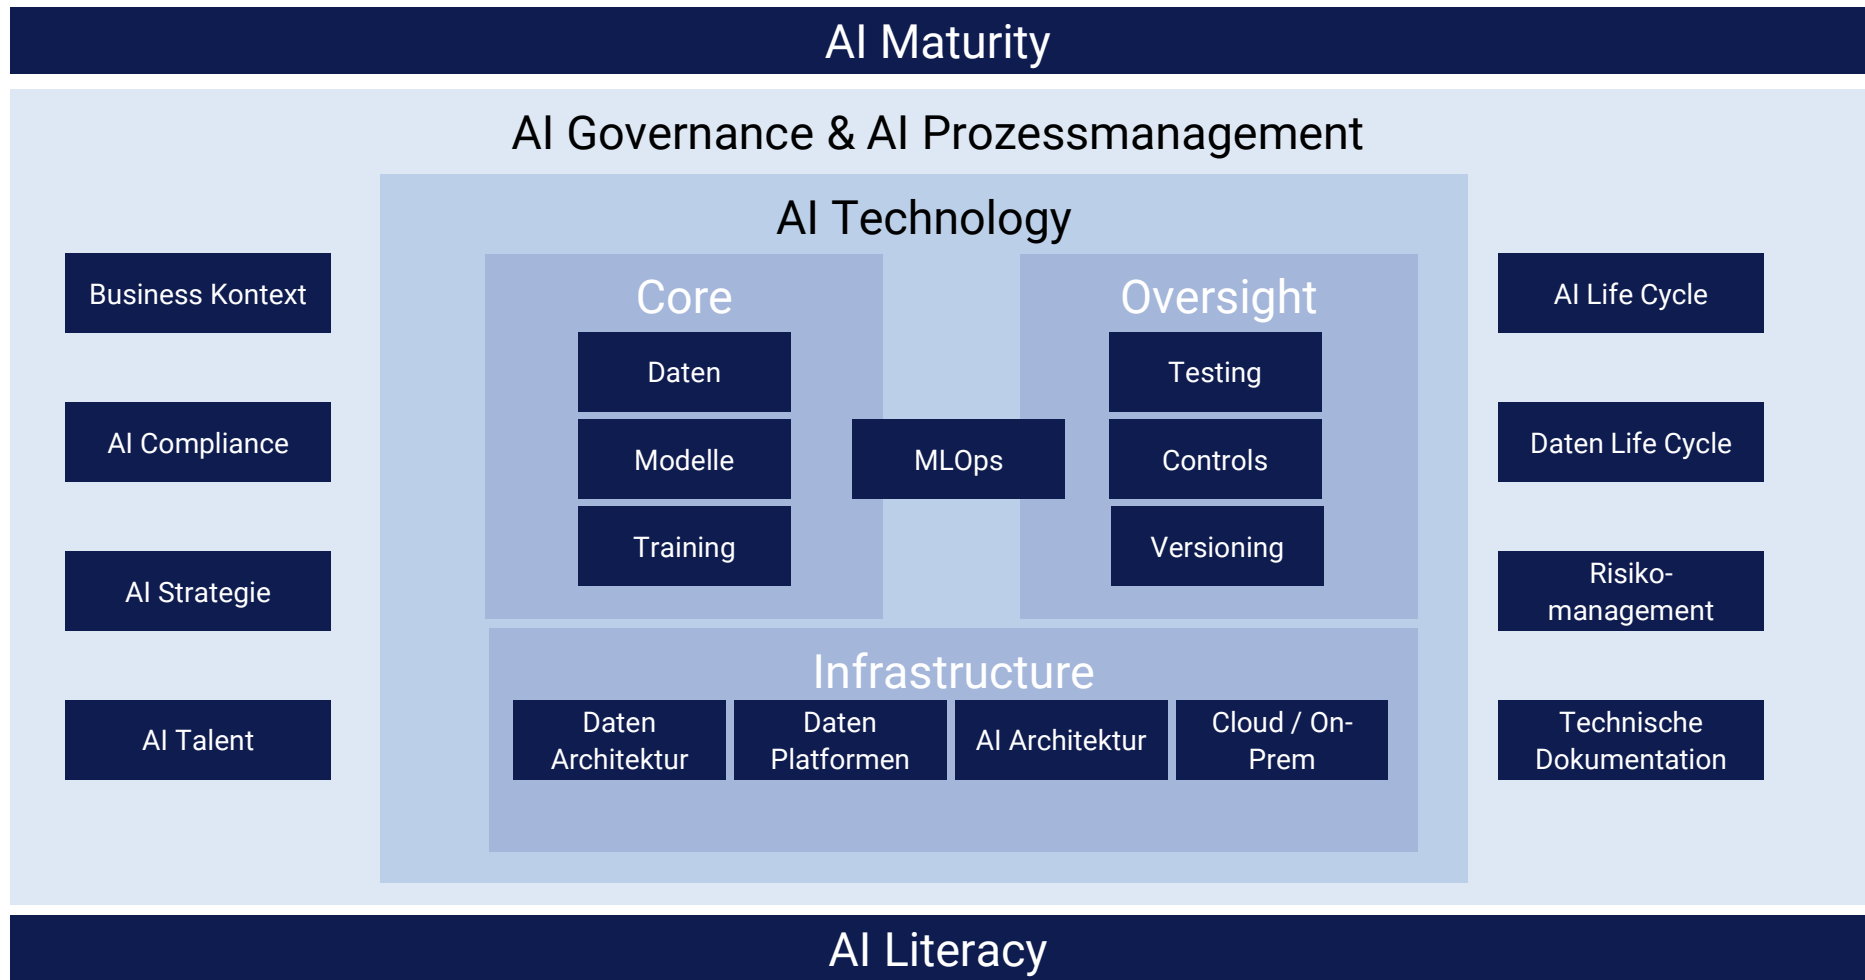 AI Maturity
AI Governance & AI Prozessmanagement
AI Technology
Business Kontext
AI Compliance
AI Strategie
AI Talent
Core
Daten
Modelle
Training
MLOps
Oversight
Testing
Controls
Versioning
Infrastructure
Daten
Architektur
Daten
Platformen
AI Architektur
Cloud / On-
Prem
AI Life Cycle
Daten Life Cycle
Risiko-
management
Technische
Dokumentation
AI Literacy